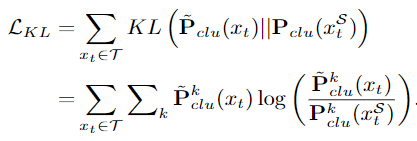 \mathcal{L}_{KL} = \sum_{x_t \in \mathcal{T}} KL \left( \tilde{\mathbf{P}}_{clu}(x_t) || \mathbf{P}_{clu}(x_t^{\mathcal{S}}) \right)
= \sum_{x_t \in \mathcal{T}} \sum_k \tilde{\mathbf{P}}_{clu}^k(x_t) \log \left( \frac{\tilde{\mathbf{P}}_{clu}^k(x_t)}{\mathbf{P}_{clu}^k(x_t^{\mathcal{S}})} \right).